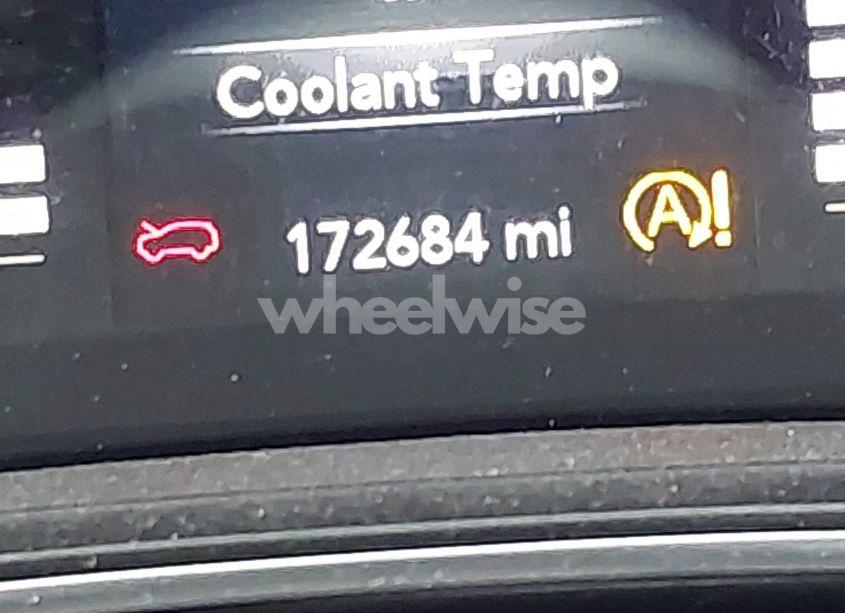 Coolant Temp
172684 mi
A!
wheelwise